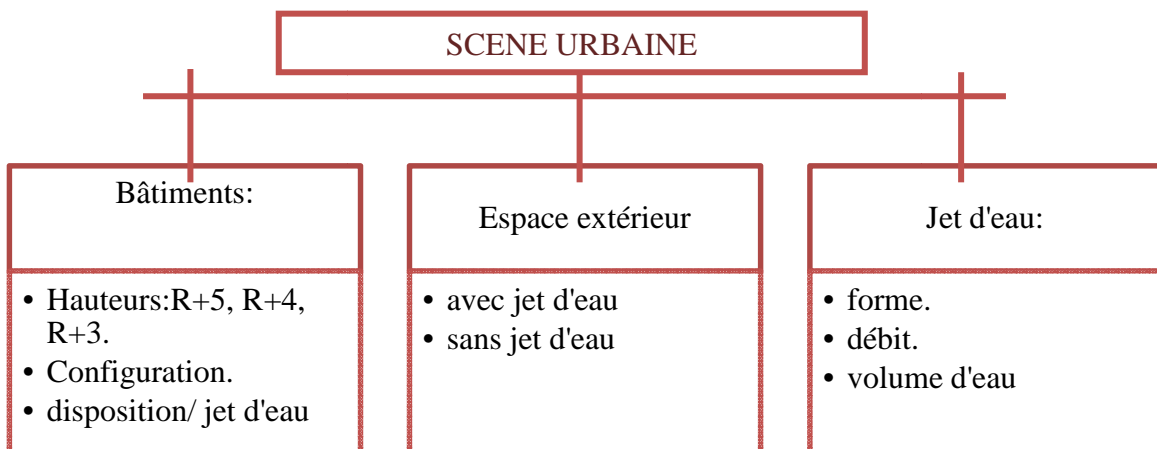 SCENE URBAINE
Bâtiments:
• Hauteurs:R+5, R+4,
R+3.
• Configuration.
• disposition/ jet d'eau
Espace extérieur
• avec jet d'eau
• sans jet d'eau
Jet d'eau:
• forme.
• débit.
• volume d'eau